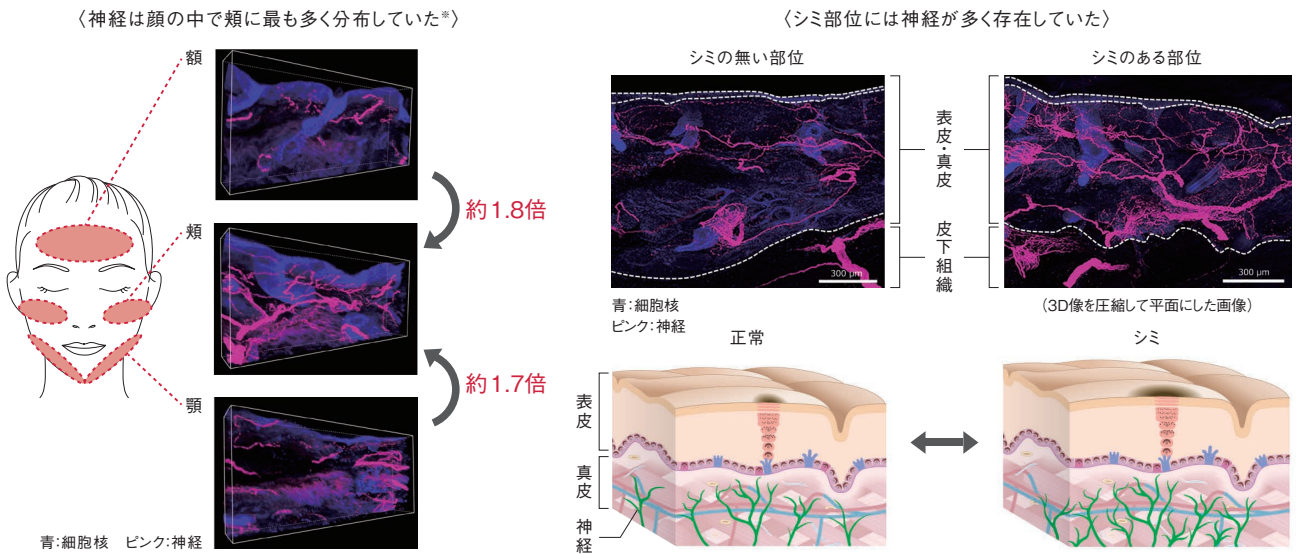 〈神経は顔の中で頬に最も多く分布していた※〉
額
頬
顎
約1.8倍
約1.7倍
青：細胞核　ピンク：神経
〈シミ部位には神経が多く存在していた〉
シミの無い部位
シミのある部位
表皮・真皮
皮下組織
300 μm
300 μm
青：細胞核
ピンク：神経
（3D像を圧縮して平面にした画像）
正常
シミ
表皮
真皮
神経